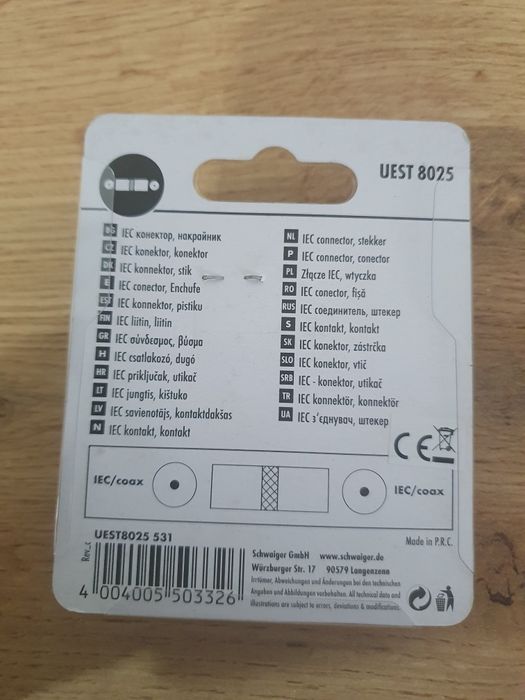 UEST 8025
BG IEC конектор, накрайник
CZ IEC konektor, konektor
DK IEC konnektor, stik
E IEC conector, Enchufe
EST IEC konnektor, pistiku
FIN IEC liitin, liitin
GR IEC σύνδεσμος, βύσμα
H IEC csatlakozó, dugó
HR IEC priključak, utikač
LT IEC jungtis, kištuko
LV IEC savienotājs, kontaktdakšas
N IEC kontakt, kontakt
NL IEC connector, stekker
P IEC connector, conector
PL Złącze IEC, wtyczka
RO IEC conector, fişă
RUS IEC соединитель, штекер
S IEC kontakt, kontakt
SK IEC konektor, zástrčka
SLO IEC konektor, vtič
SRB IEC - konektor, utikač
TR IEC konnektör, konnektör
UA IEC з'єднувач, штекер
CE
IEC/coax
IEC/coax
UEST8025 531
Made in P.R.C.
Rev_c
4 004005 503326
Schwaiger GmbH www.schwaiger.de
Würzburger Str. 17 90579 Langenzenn
Irrtümer, Abweichungen und Änderungen bei den technischen
Angaben und Abbildungen vorbehalten. All technical data and
illustrations are subject to errors, deviations & modifications.